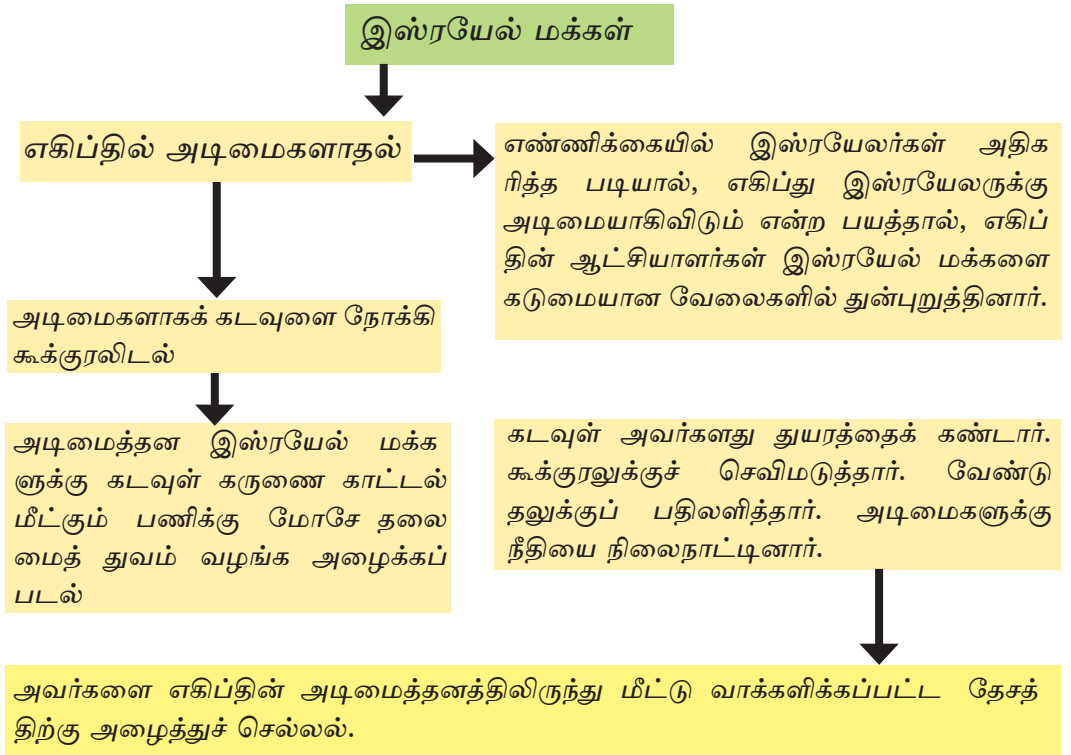 இஸ்ரயேல் மக்கள்
எகிப்தில் அடிமைகளாதல்
எண்ணிக்கையில் இஸ்ரயேலர்கள் அதிக
ரித்த படியால், எகிப்து இஸ்ரயேலருக்கு
அடிமையாகிவிடும் என்ற பயத்தால், எகிப்
தின் ஆட்சியாளர்கள் இஸ்ரயேல் மக்களை
கடுமையான வேலைகளில் துன்புறுத்தினார்.
அடிமைகளாகக் கடவுளை நோக்கி
கூக்குரலிடல்
அடிமைத்தன இஸ்ரயேல் மக்க
ளுக்கு கடவுள் கருணை காட்டல்
மீட்கும் பணிக்கு மோசே தலை
மைத் துவம் வழங்க அழைக்கப்
படல்
கடவுள் அவர்களது துயரத்தைக் கண்டார்.
கூக்குரலுக்குச் செவிமடுத்தார். வேண்டு
தலுக்குப் பதிலளித்தார். அடிமைகளுக்கு
நீதியை நிலைநாட்டினார்.
அவர்களை எகிப்தின் அடிமைத்தனத்திலிருந்து மீட்டு வாக்களிக்கப்பட்ட தேசத்
திற்கு அழைத்துச் செல்லல்.